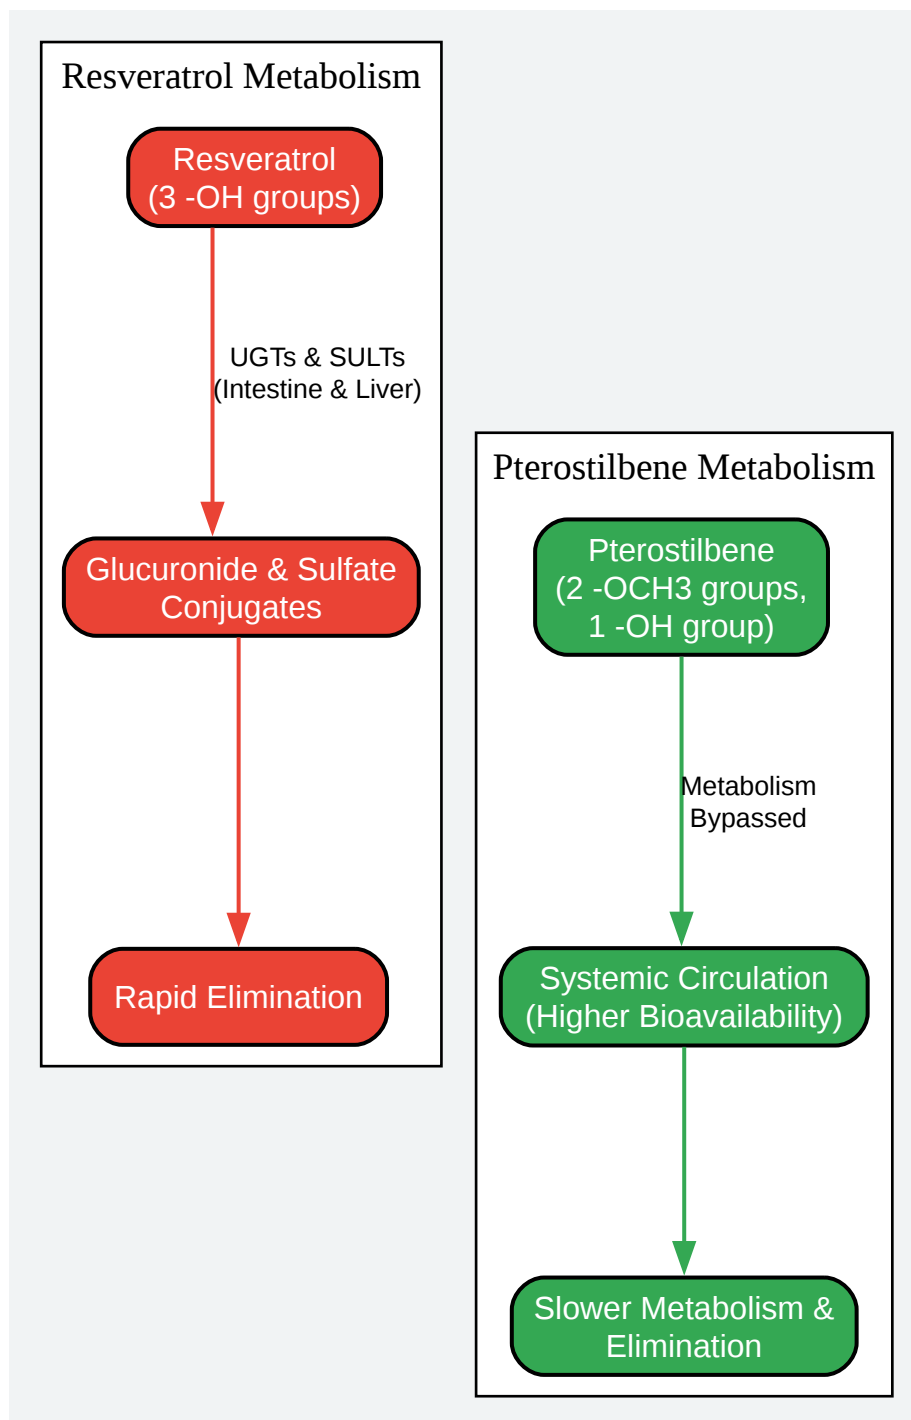 Resveratrol Metabolism
Resveratrol
(3 -OH groups)
UGTs & SULTs
(Intestine & Liver)
Glucuronide & Sulfate
Conjugates
Rapid Elimination
Pterostilbene Metabolism
Pterostilbene
(2 -OCH3 groups,
1 -OH group)
Metabolism
Bypassed
Systemic Circulation
(Higher Bioavailability)
Slower Metabolism &
Elimination